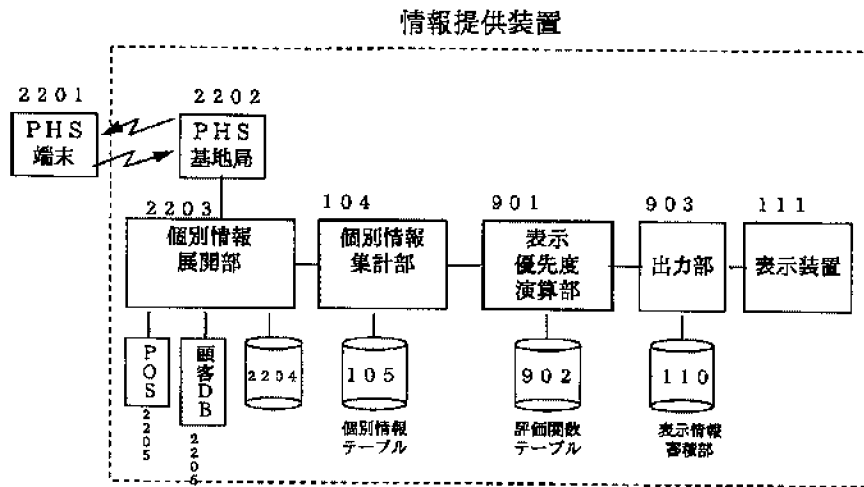 情報提供装置
2201
PHS
端末
2202
PHS
基地局
2203
個別情報
展開部
104
個別情報
集計部
901
表示
優先度
演算部
903
出力部
111
表示装置
POS
2205
顧客DB
2206
2204
105
個別情報
テーブル
902
評価関数
テーブル
110
表示情報
蓄積部